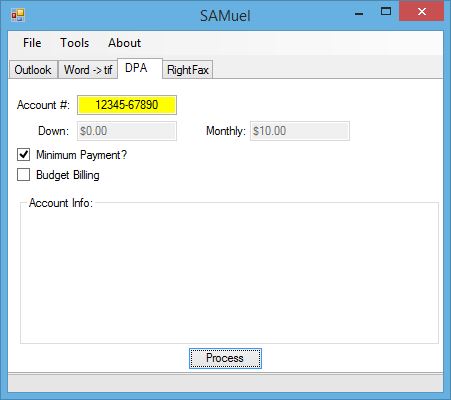 SAMuel
File Tools About
Outlook Word -> tif DPA RightFax
Account #: 12345-67890
Down: $0.00 Monthly: $10.00
Minimum Payment?
Budget Billing
Account Info:
Process